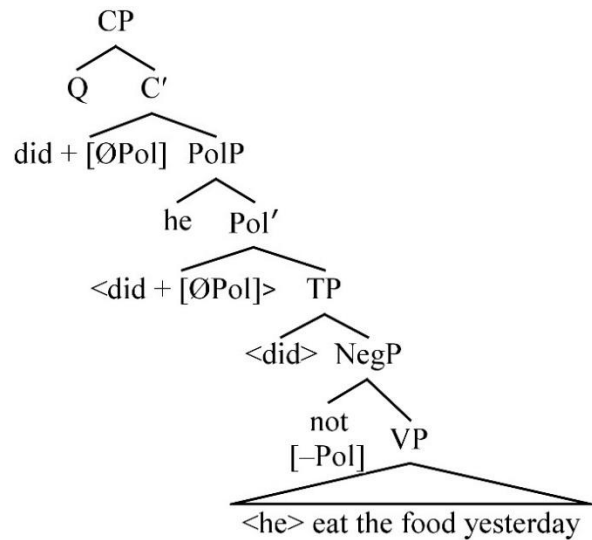 CP
Q C′
did + [ØPol] PolP
he Pol′
<did + [ØPol]> TP
<did> NegP
not VP
[–Pol]
<he> eat the food yesterday